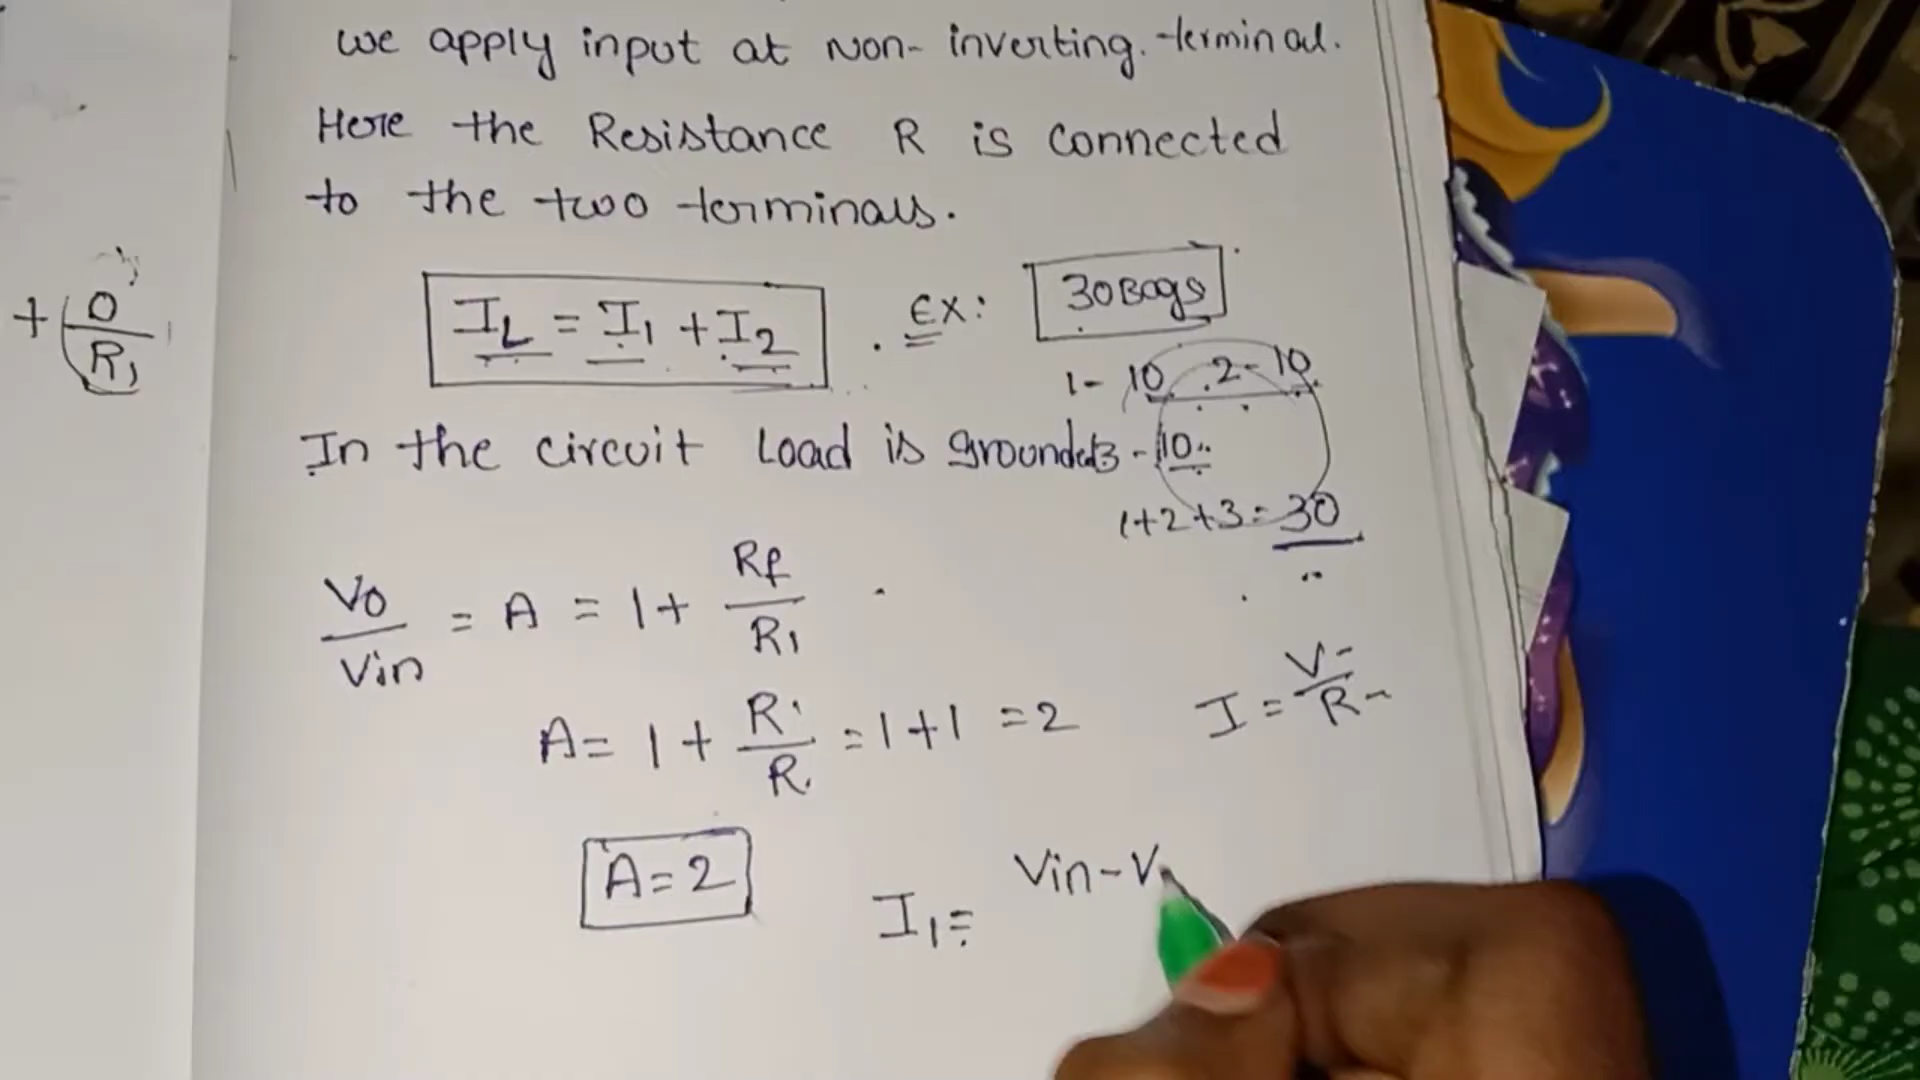 we apply input at Non-inverting. terminal.
Here the Resistance R is connected
to the two terminals.
+ 0/R1
IL = I1 + I2 . Ex: 30 Bags
1- 10 .2-10
In the circuit Load is grounded 3-10
1+2+3=30
Vo/Vin = A = 1 + Rf/R1
A= 1 + R/R =1+1 =2
I = V/R
A=2
I1= Vin-V